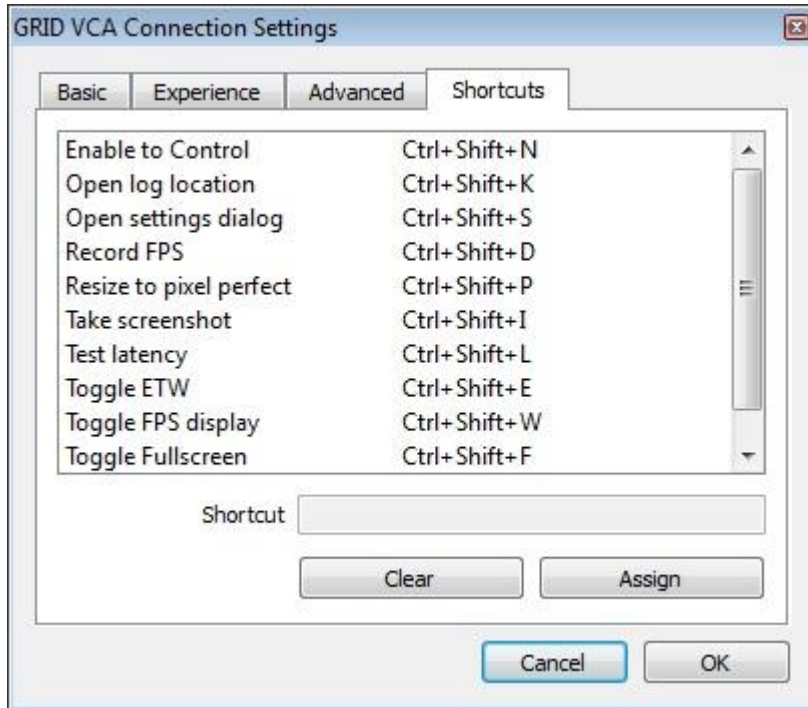 GRID VCA Connection Settings
Basic Experience Advanced Shortcuts
Enable to Control Ctrl+Shift+N
Open log location Ctrl+Shift+K
Open settings dialog Ctrl+Shift+S
Record FPS Ctrl+Shift+D
Resize to pixel perfect Ctrl+Shift+P
Take screenshot Ctrl+Shift+I
Test latency Ctrl+Shift+L
Toggle ETW Ctrl+Shift+E
Toggle FPS display Ctrl+Shift+W
Toggle Fullscreen Ctrl+Shift+F
Shortcut
Clear Assign
Cancel OK